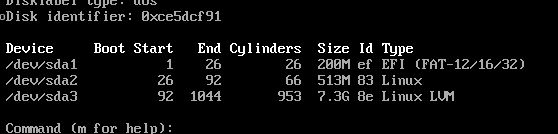 Disklabel type: dos
Disk identifier: 0xce5dcf91
Device Boot Start End Cylinders Size Id Type
/dev/sda1 1 26 26 200M ef EFI (FAT-12/16/32)
/dev/sda2 26 92 66 513M 83 Linux
/dev/sda3 92 1044 953 7.3G 8e Linux LVM
Command (m for help):